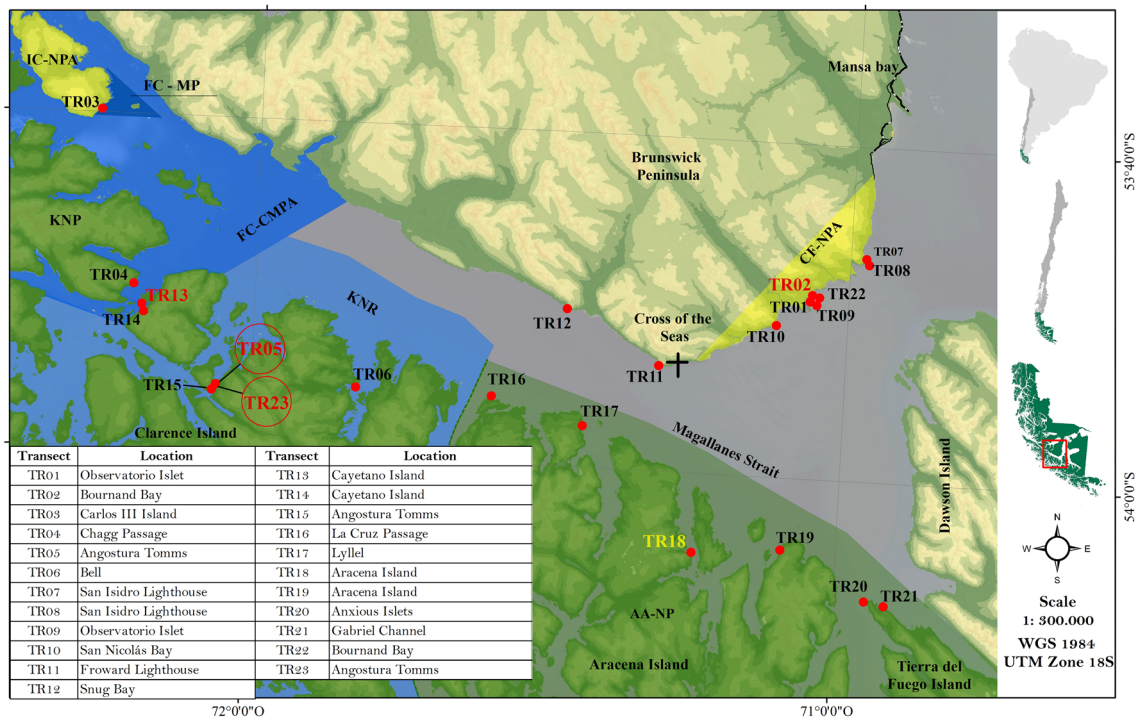 IC-NPA
FC - MP
TR03
Mansa bay
Brunswick
Peninsula
KNP
FC-CMPA
CF-NPA
TR07
TR08
TR04
TR13
TR14
KNR
TR02
TR22
TR01
TR09
TR10
TR12
Cross of the
Seas
TR11
TR05
TR15
TR23
TR06
TR16
TR17
Clarence Island
Magallanes Strait
Dawson Island
TR18
TR19
TR20
TR21
AA-NP
Aracena Island
Tierra del
Fuego Island
Transect Location Transect Location
TR01 Observatorio Islet TR13 Cayetano Island
TR02 Bournand Bay TR14 Cayetano Island
TR03 Carlos III Island TR15 Angostura Tomms
TR04 Chagg Passage TR16 La Cruz Passage
TR05 Angostura Tomms TR17 Lyllel
TR06 Bell TR18 Aracena Island
TR07 San Isidro Lighthouse TR19 Aracena Island
TR08 San Isidro Lighthouse TR20 Anxious Islets
TR09 Observatorio Islet TR21 Gabriel Channel
TR10 San Nicolás Bay TR22 Bournand Bay
TR11 Froward Lighthouse TR23 Angostura Tomms
TR12 Snug Bay
72°0'0"O
71°0'0"O
53°40'0"S
54°0'0"S
N
W E
S
Scale
1: 300.000
WGS 1984
UTM Zone 18S